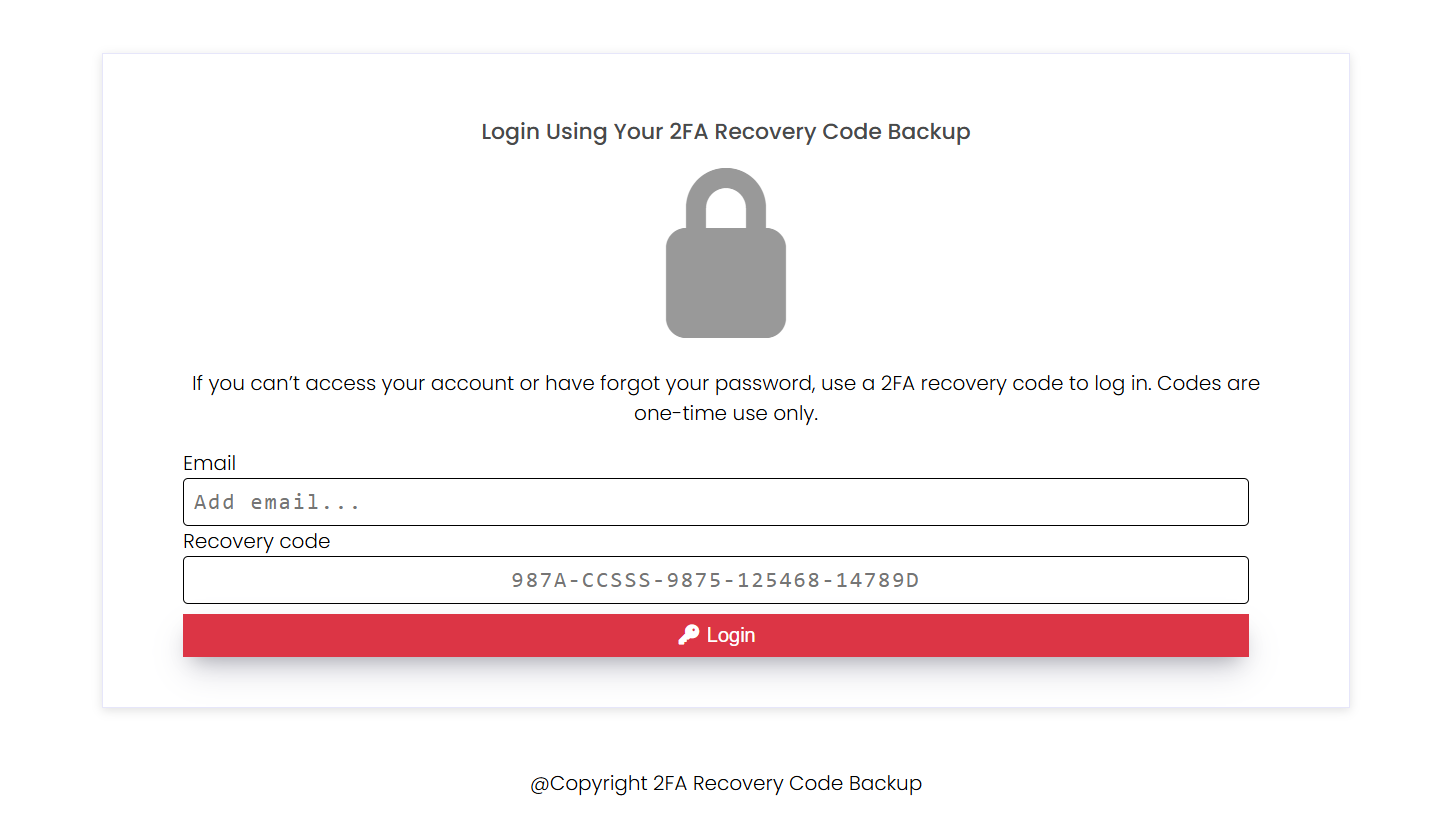 Login Using Your 2FA Recovery Code Backup
If you can’t access your account or have forgot your password, use a 2FA recovery code to log in. Codes are
one-time use only.
Email
Add email...
Recovery code
987A-CCSSS-9875-125468-14789D
Login
@Copyright 2FA Recovery Code Backup